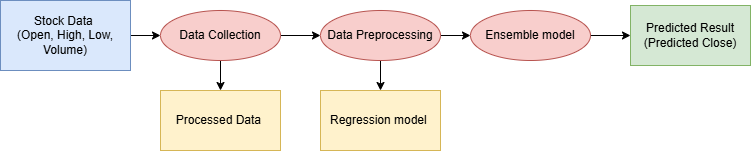 Stock Data
(Open, High, Low,
Volume)
Data Collection
Data Preprocessing
Ensemble model
Predicted Result
(Predicted Close)
Processed Data
Regression model